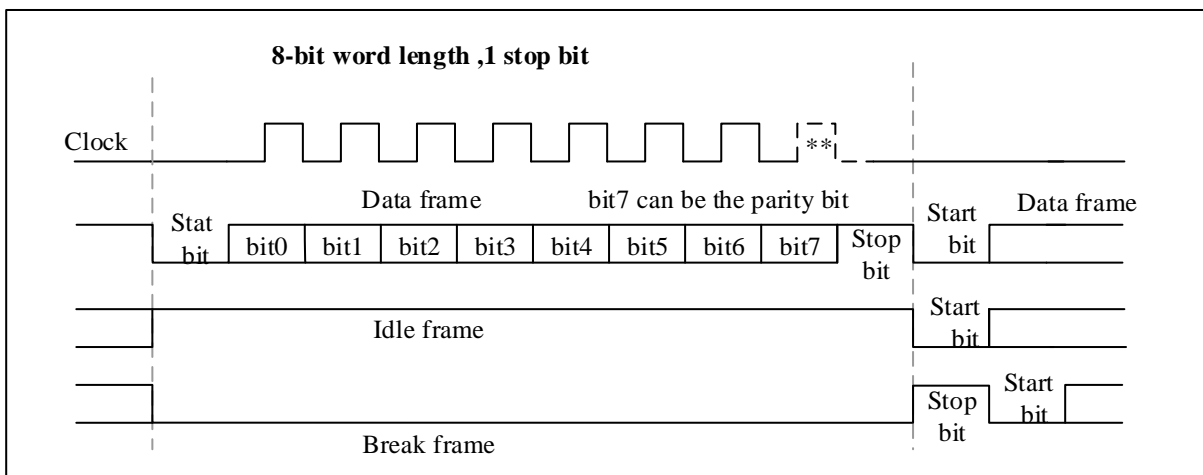 8-bit word length ,1 stop bit
Clock
**
Data frame
bit7 can be the parity bit
Stat
bit
bit0
bit1
bit2
bit3
bit4
bit5
bit6
bit7
Stop
bit
Start
bit
Data frame
Idle frame
Start
bit
Break frame
Stop
bit
Start
bit